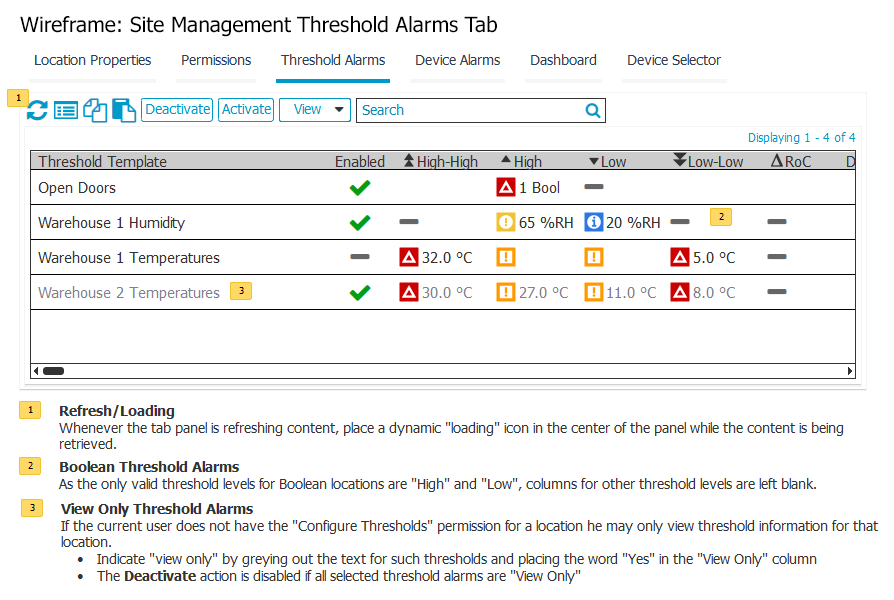 Wireframe: Site Management Threshold Alarms Tab
Location Properties Permissions Threshold Alarms Device Alarms Dashboard Device Selector
1
Deactivate Activate View Search
Displaying 1 - 4 of 4
Threshold Template Enabled High-High High Low Low-Low RoC D
Open Doors 1 Bool
Warehouse 1 Humidity 65 %RH 20 %RH 2
Warehouse 1 Temperatures 32.0 °C 5.0 °C
Warehouse 2 Temperatures 3 30.0 °C 27.0 °C 11.0 °C 8.0 °C
1 Refresh/Loading
Whenever the tab panel is refreshing content, place a dynamic "loading" icon in the center of the panel while the content is being
retrieved.
2 Boolean Threshold Alarms
As the only valid threshold levels for Boolean locations are "High" and "Low", columns for other threshold levels are left blank.
3 View Only Threshold Alarms
If the current user does not have the "Configure Thresholds" permission for a location he may only view threshold information for that
location.
• Indicate "view only" by greying out the text for such thresholds and placing the word "Yes" in the "View Only" column
• The Deactivate action is disabled if all selected threshold alarms are "View Only"